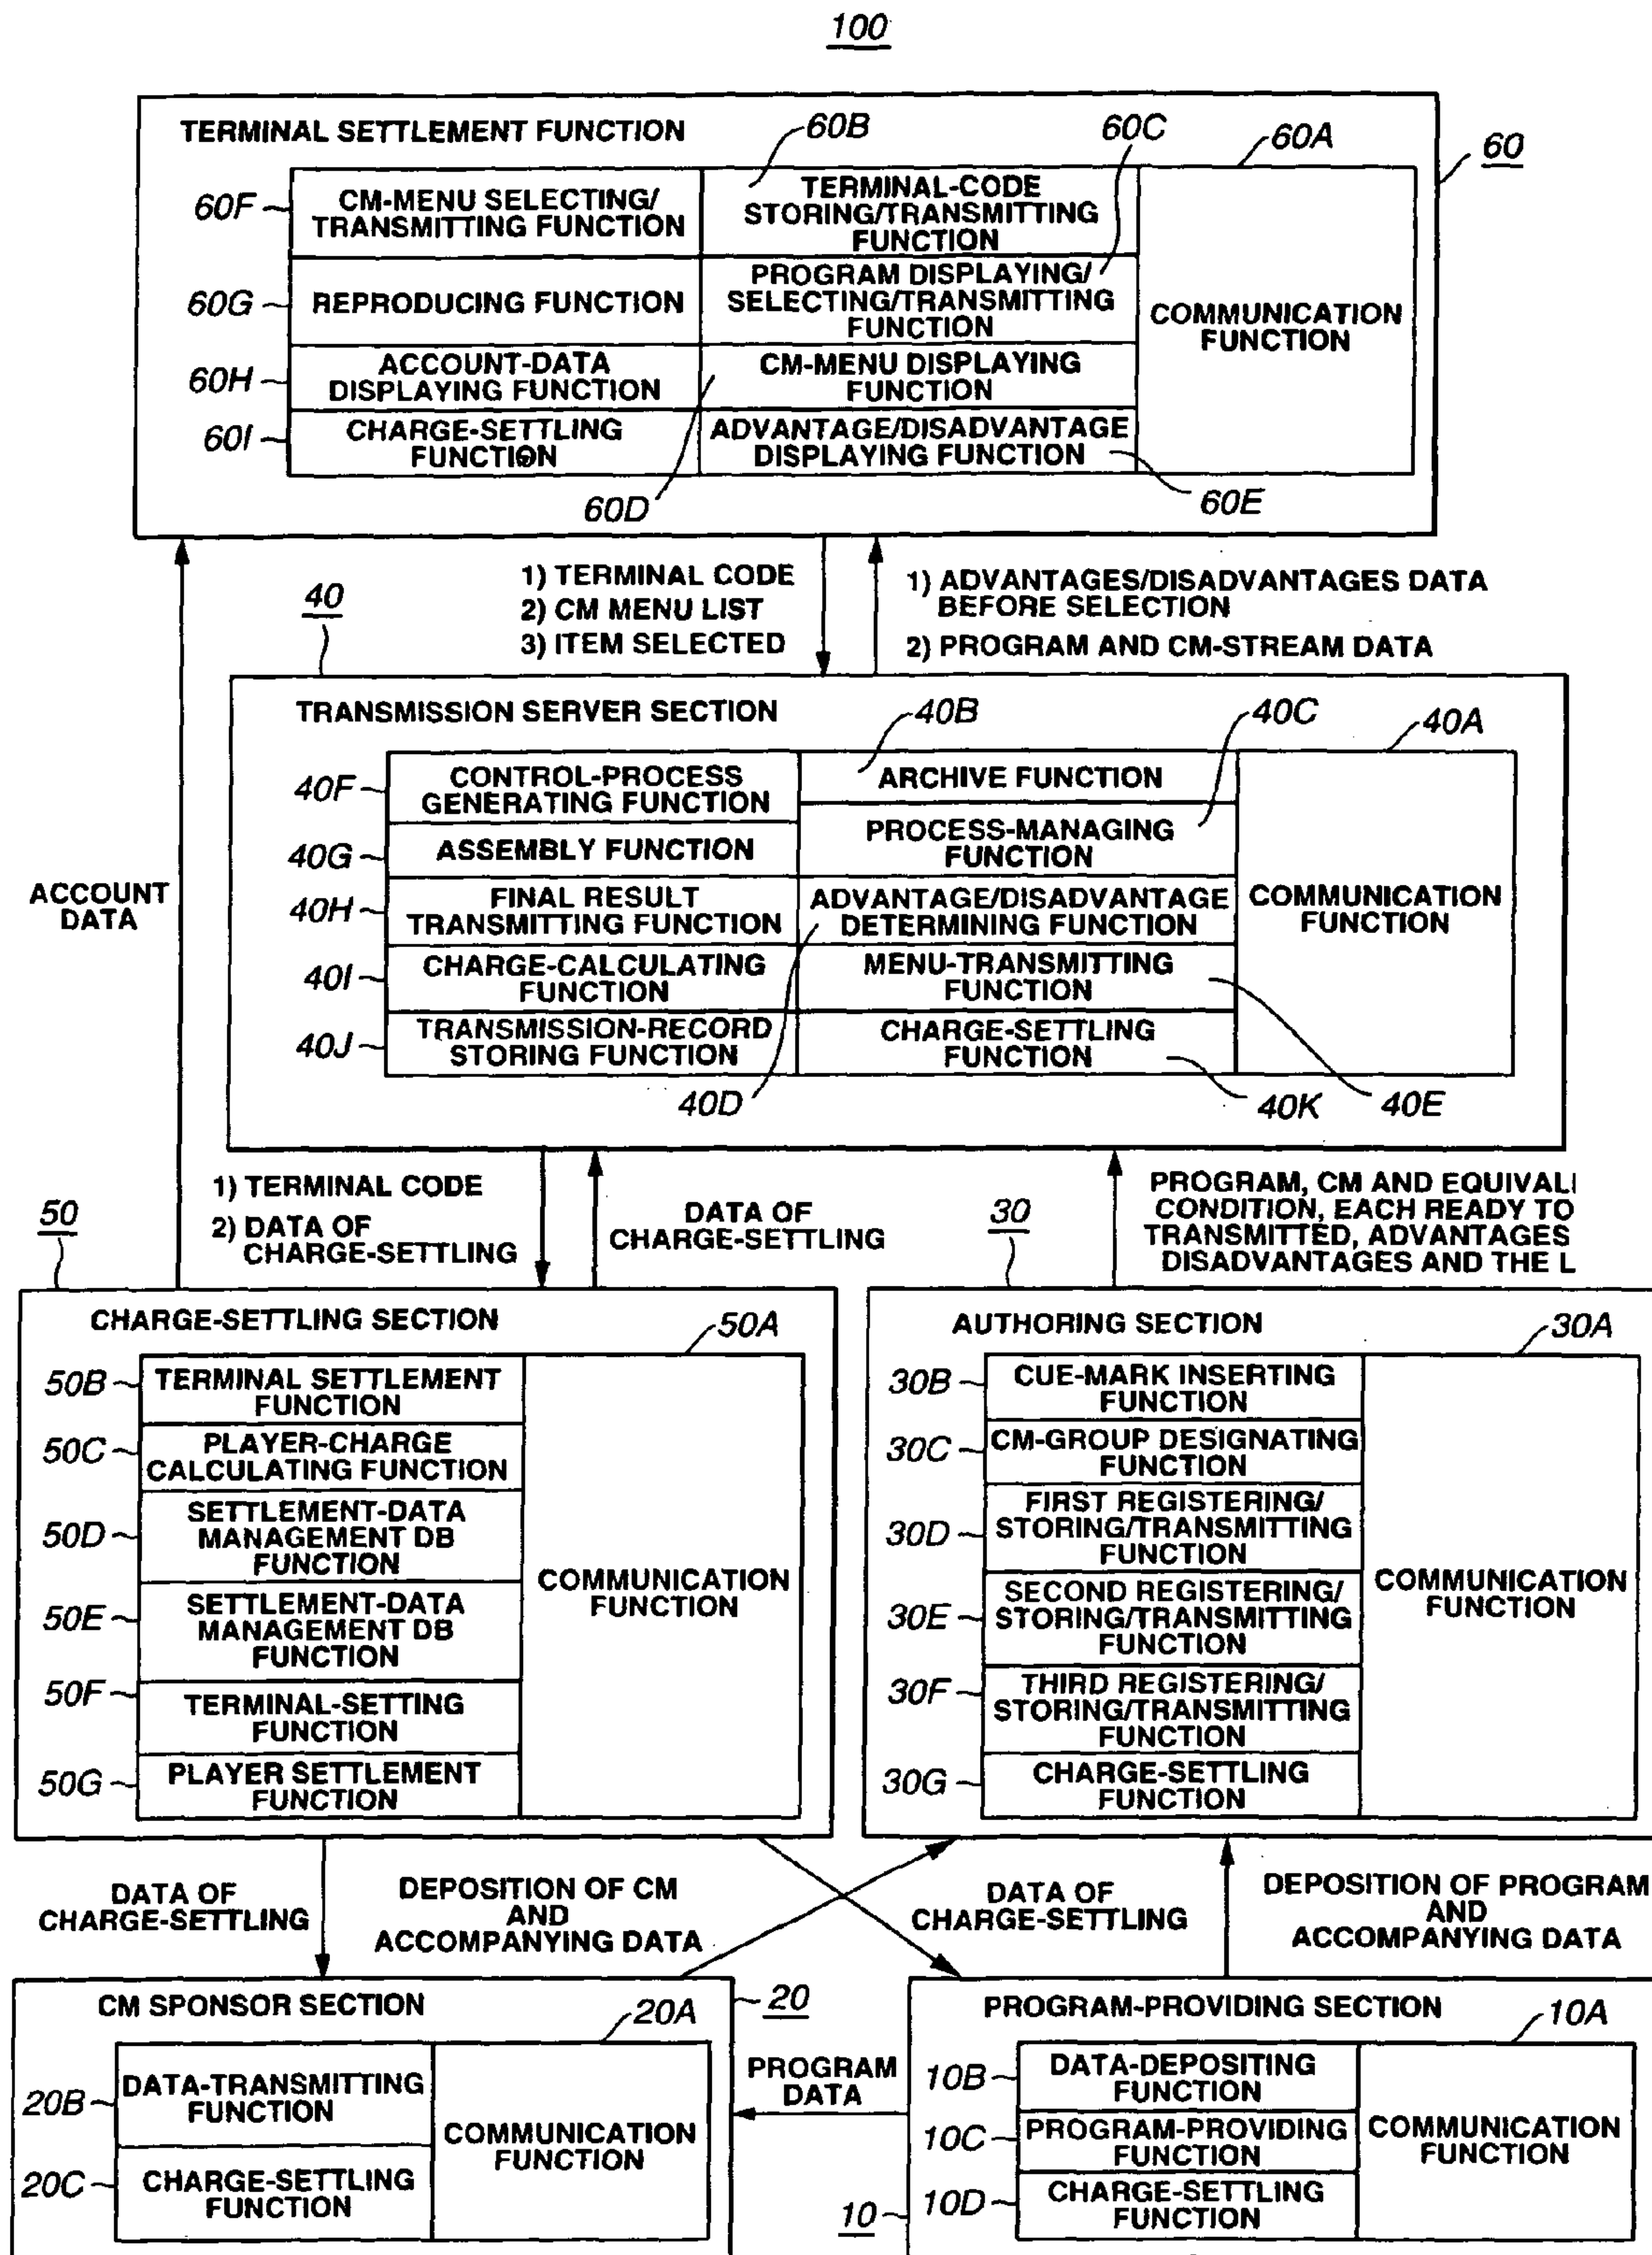 100
TERMINAL SETTLEMENT FUNCTION
60B
60C
60A
60
60F
CM-MENU SELECTING/
TRANSMITTING FUNCTION
TERMINAL-CODE
STORING/TRANSMITTING
FUNCTION
60G
REPRODUCING FUNCTION
PROGRAM DISPLAYING/
SELECTING/TRANSMITTING
FUNCTION
COMMUNICATION
FUNCTION
60H
ACCOUNT-DATA
DISPLAYING FUNCTION
CM-MENU DISPLAYING
FUNCTION
60I
CHARGE-SETTLING
FUNCTION
ADVANTAGE/DISADVANTAGE
DISPLAYING FUNCTION
60D
60E
1) TERMINAL CODE
2) CM MENU LIST
3) ITEM SELECTED
1) ADVANTAGES/DISADVANTAGES DATA
BEFORE SELECTION
2) PROGRAM AND CM-STREAM DATA
40
TRANSMISSION SERVER SECTION
40B
40C
40A
40F
CONTROL-PROCESS
GENERATING FUNCTION
ARCHIVE FUNCTION
40G
ASSEMBLY FUNCTION
PROCESS-MANAGING
FUNCTION
ACCOUNT
DATA
40H
FINAL RESULT
TRANSMITTING FUNCTION
ADVANTAGE/DISADVANTAGE
DETERMINING FUNCTION
COMMUNICATION
FUNCTION
40I
CHARGE-CALCULATING
FUNCTION
MENU-TRANSMITTING
FUNCTION
40J
TRANSMISSION-RECORD
STORING FUNCTION
CHARGE-SETTLING
FUNCTION
40D
40K
40E
1) TERMINAL CODE
2) DATA OF
CHARGE-SETTLING
DATA OF
CHARGE-SETTLING
PROGRAM, CM AND EQUIVALI
CONDITION, EACH READY TO
TRANSMITTED, ADVANTAGES
DISADVANTAGES AND THE L
50
30
CHARGE-SETTLING SECTION
50A
50B
TERMINAL SETTLEMENT
FUNCTION
50C
PLAYER-CHARGE
CALCULATING FUNCTION
50D
SETTLEMENT-DATA
MANAGEMENT DB
FUNCTION
50E
SETTLEMENT-DATA
MANAGEMENT DB
FUNCTION
50F
TERMINAL-SETTING
FUNCTION
50G
PLAYER SETTLEMENT
FUNCTION
COMMUNICATION
FUNCTION
AUTHORING SECTION
30A
30B
CUE-MARK INSERTING
FUNCTION
30C
CM-GROUP DESIGNATING
FUNCTION
30D
FIRST REGISTERING/
STORING/TRANSMITTING
FUNCTION
30E
SECOND REGISTERING/
STORING/TRANSMITTING
FUNCTION
30F
THIRD REGISTERING/
STORING/TRANSMITTING
FUNCTION
30G
CHARGE-SETTLING
FUNCTION
COMMUNICATION
FUNCTION
DATA OF
CHARGE-SETTLING
DEPOSITION OF CM
AND
ACCOMPANYING DATA
DATA OF
CHARGE-SETTLING
DEPOSITION OF PROGRAM
AND
ACCOMPANYING DATA
CM SPONSOR SECTION
20
20A
20B
DATA-TRANSMITTING
FUNCTION
20C
CHARGE-SETTLING
FUNCTION
COMMUNICATION
FUNCTION
PROGRAM
DATA
PROGRAM-PROVIDING SECTION
10A
10B
DATA-DEPOSITING
FUNCTION
10C
PROGRAM-PROVIDING
FUNCTION
10D
CHARGE-SETTLING
FUNCTION
COMMUNICATION
FUNCTION
10